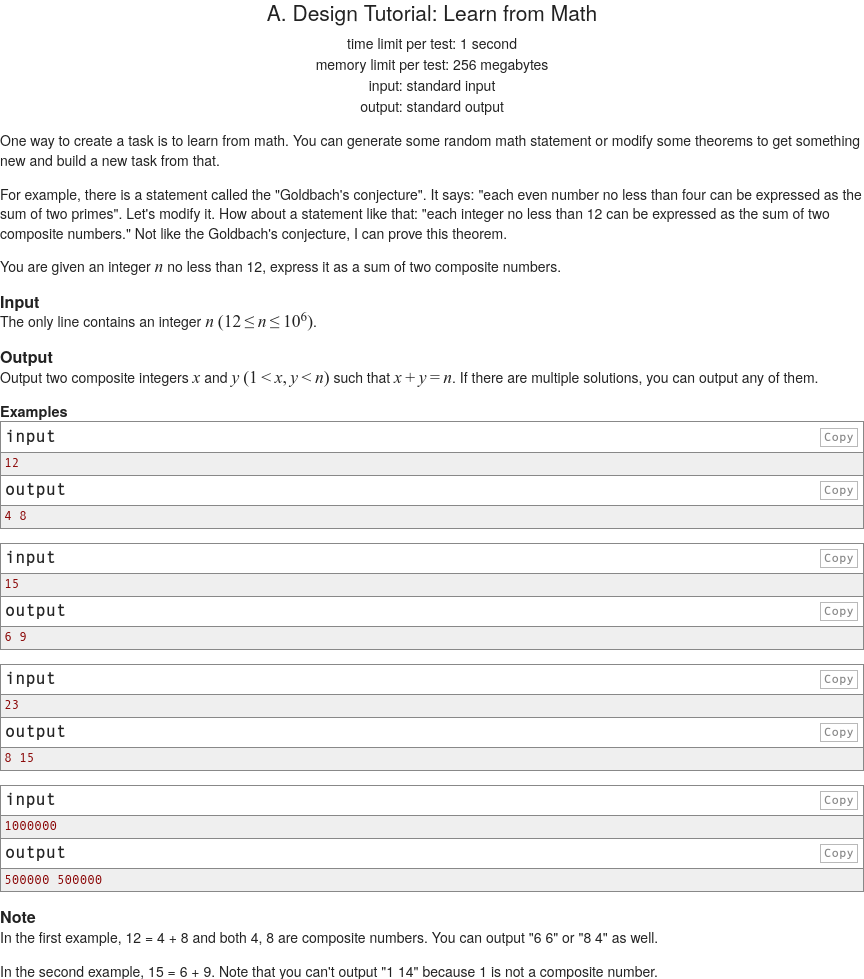 A. Design Tutorial: Learn from Math
time limit per test: 1 second
memory limit per test: 256 megabytes
input: standard input
output: standard output
One way to create a task is to learn from math. You can generate some random math statement or modify some theorems to get something
new and build a new task from that.
For example, there is a statement called the "Goldbach's conjecture". It says: "each even number no less than four can be expressed as the
sum of two primes". Let's modify it. How about a statement like that: "each integer no less than 12 can be expressed as the sum of two
composite numbers." Not like the Goldbach's conjecture, I can prove this theorem.
You are given an integer n no less than 12, express it as a sum of two composite numbers.
Input
The only line contains an integer n (12 ≤ n ≤ 10⁶).
Output
Output two composite integers x and y (1 < x, y < n) such that x + y = n. If there are multiple solutions, you can output any of them.
Examples
input Copy
12
output Copy
4 8
input Copy
15
output Copy
6 9
input Copy
23
output Copy
8 15
input Copy
1000000
output Copy
500000 500000
Note
In the first example, 12 = 4 + 8 and both 4, 8 are composite numbers. You can output "6 6" or "8 4" as well.
In the second example, 15 = 6 + 9. Note that you can't output "1 14" because 1 is not a composite number.